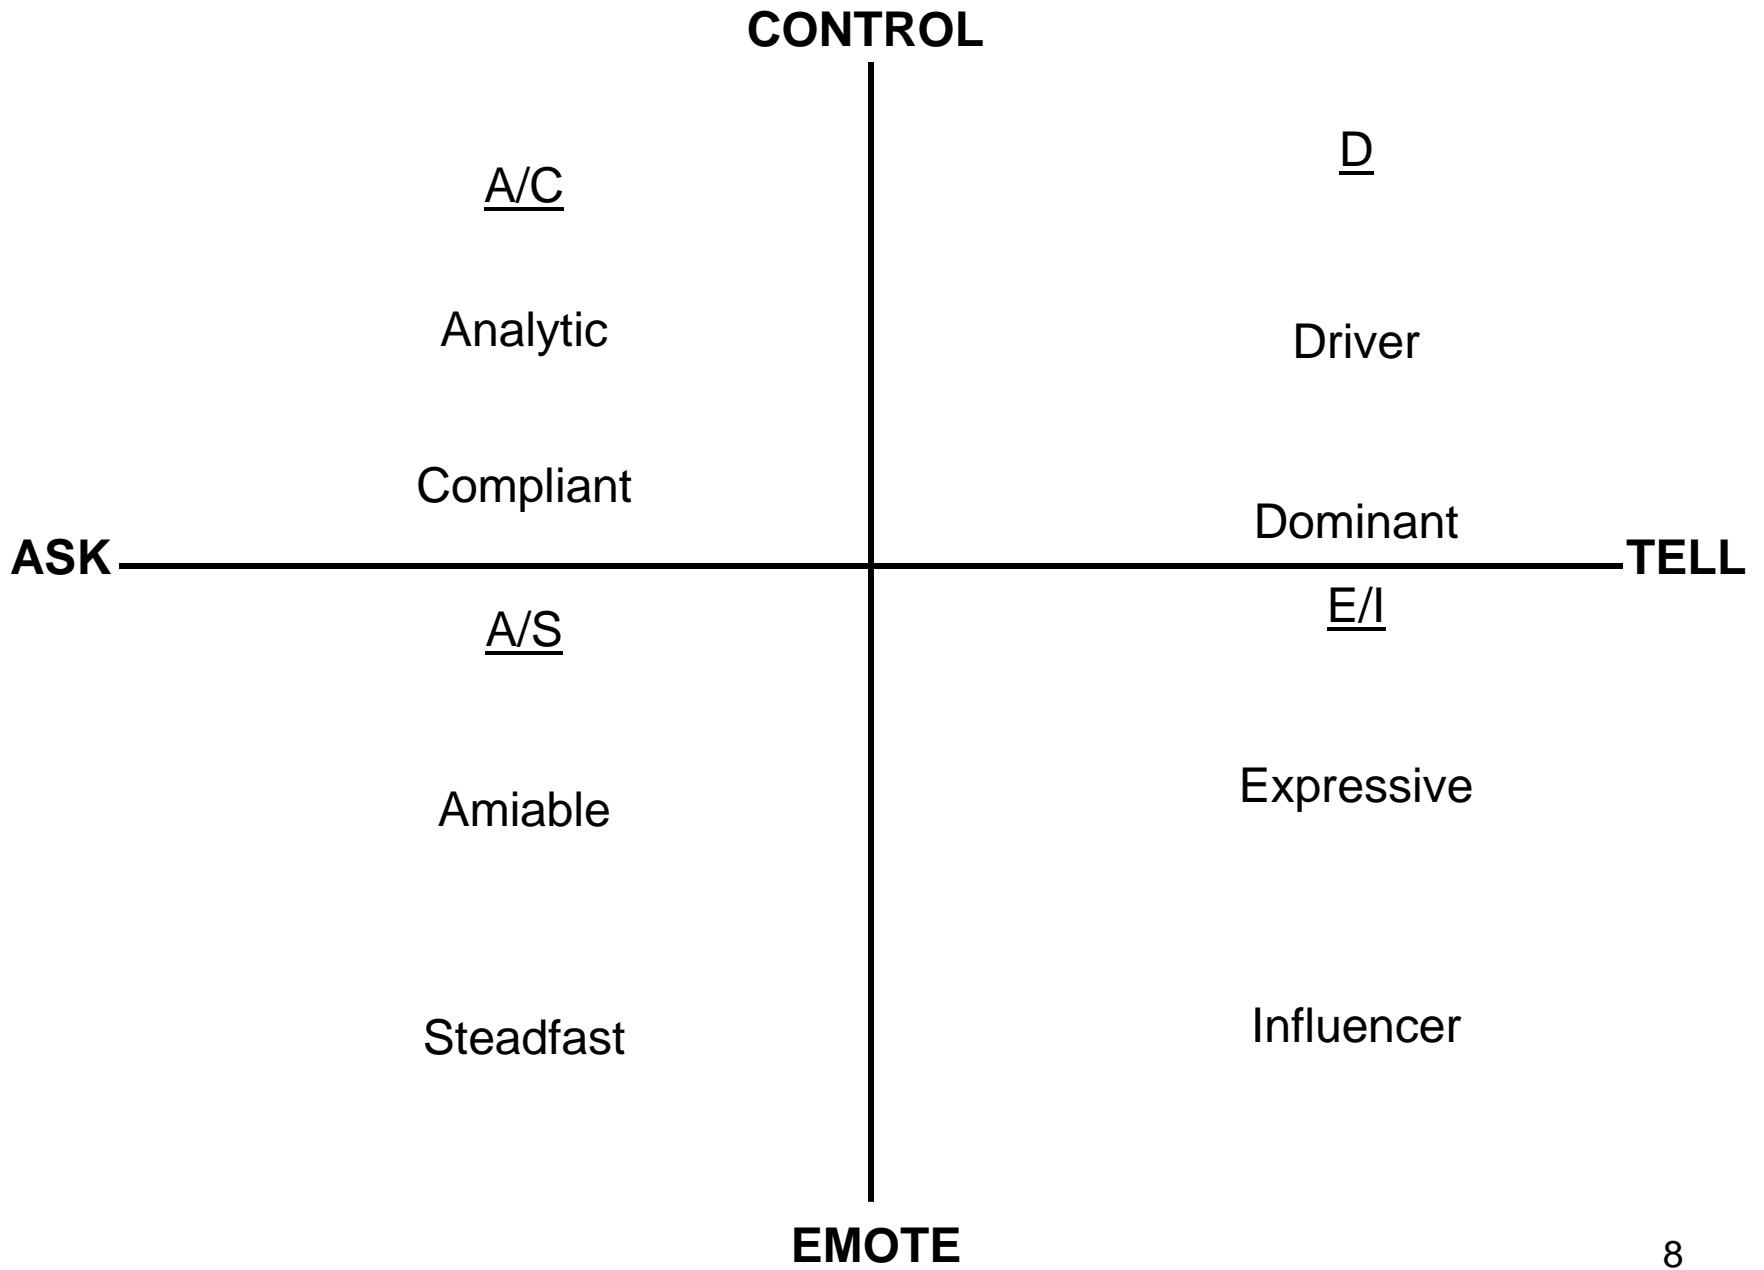 CONTROL
A/C
Analytic
Compliant
D
Driver
Dominant
ASK
TELL
A/S
Amiable
Steadfast
E/I
Expressive
Influencer
EMOTE
8